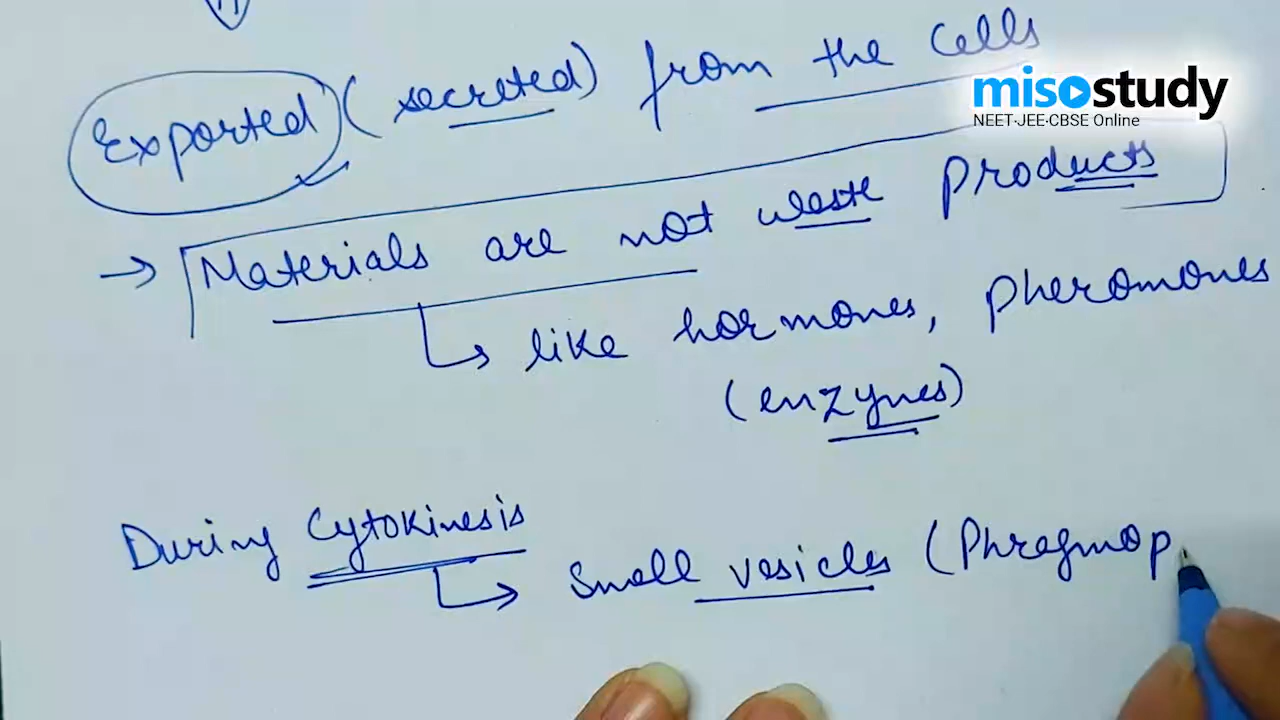 Exported (secreted) from the cells
misostudy
NEET-JEE-CBSE Online
→ Materials are not waste products
↳ like hormones, pheromones
(enzymes)
During Cytokinesis
↳ Small vesicles (Phragmop